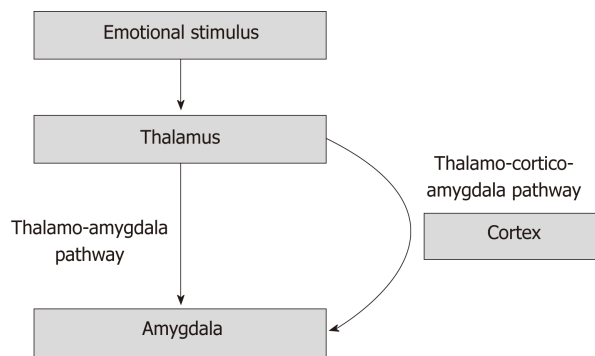 Emotional stimulus
Thalamus
Thalamo-cortico-
amygdala pathway
Thalamo-amygdala
pathway
Cortex
Amygdala